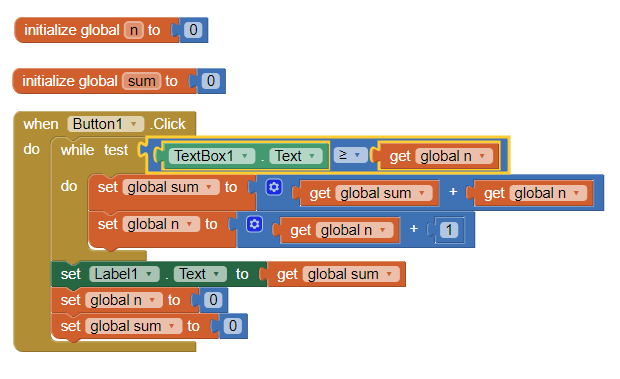 initialize global n to 0
initialize global sum to 0
when Button1 .Click
do while test TextBox1 . Text ≥ get global n
do set global sum to get global sum + get global n
set global n to get global n + 1
set Label1 . Text to get global sum
set global n to 0
set global sum to 0